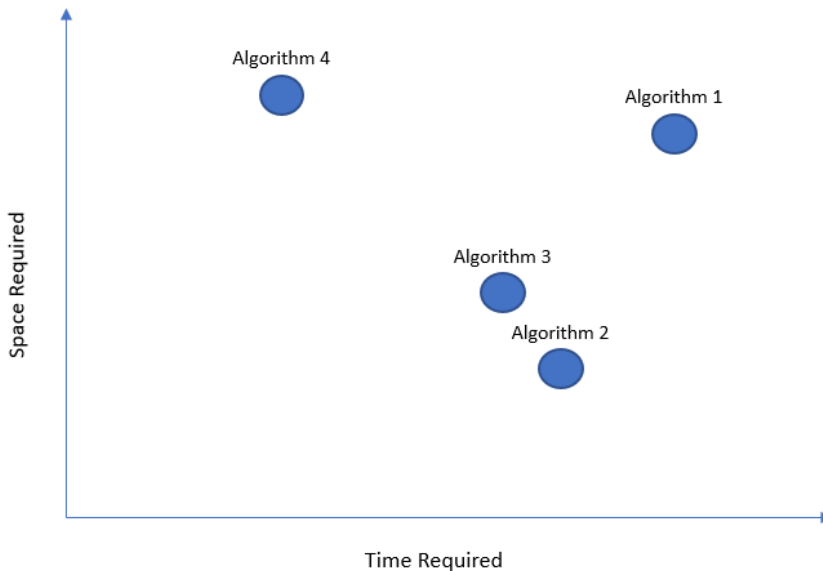 Algorithm 4
Algorithm 1
Algorithm 3
Algorithm 2
Space Required
Time Required